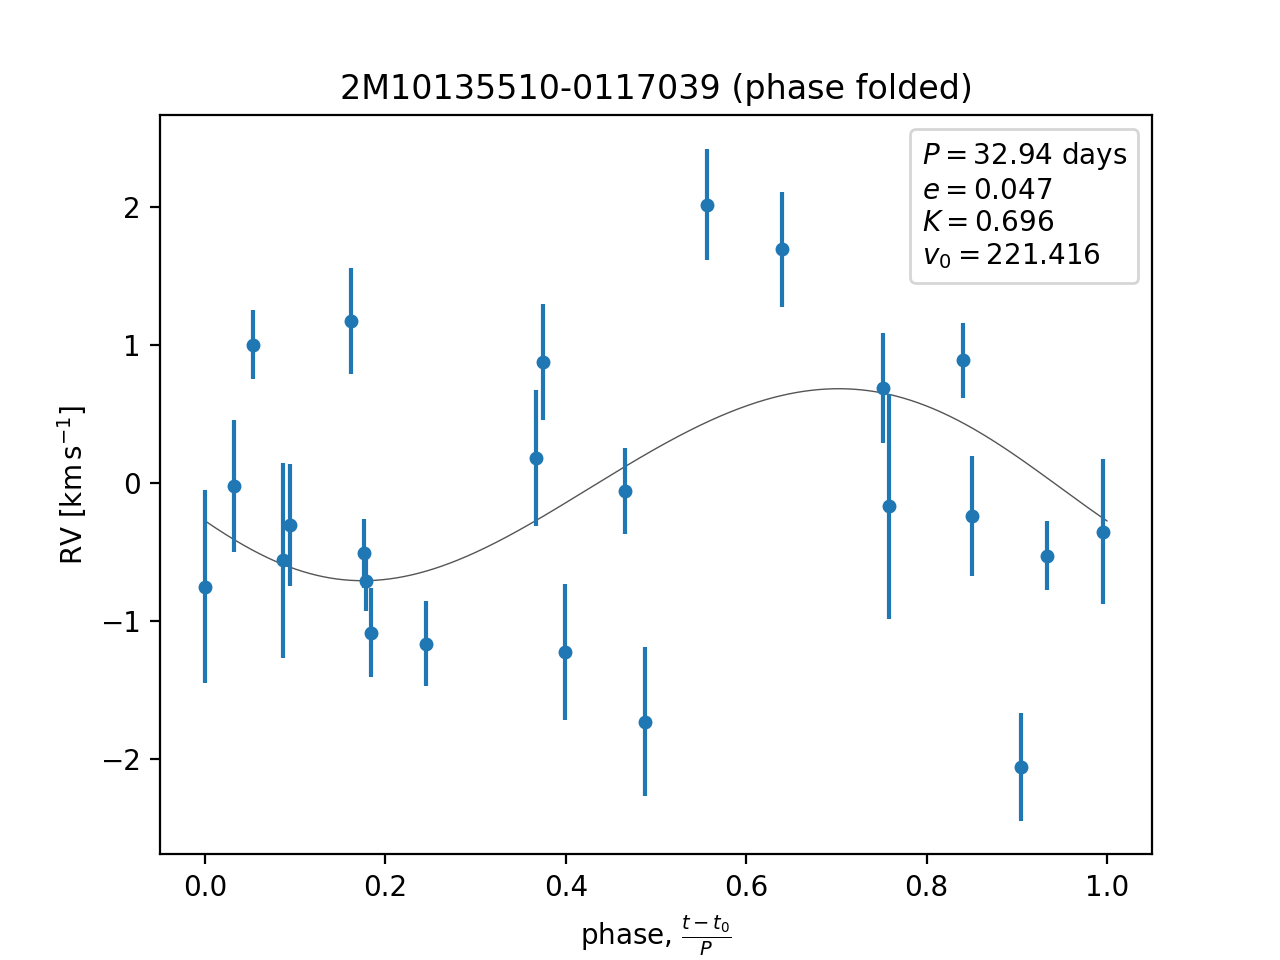 2M10135510-0117039 (phase folded)
P = 32.94 days
e = 0.047
K = 0.696
v₀ = 221.416
2
1
0
−1
−2
RV [km s⁻¹]
0.0 0.2 0.4 0.6 0.8 1.0
phase, (t − t₀)/P